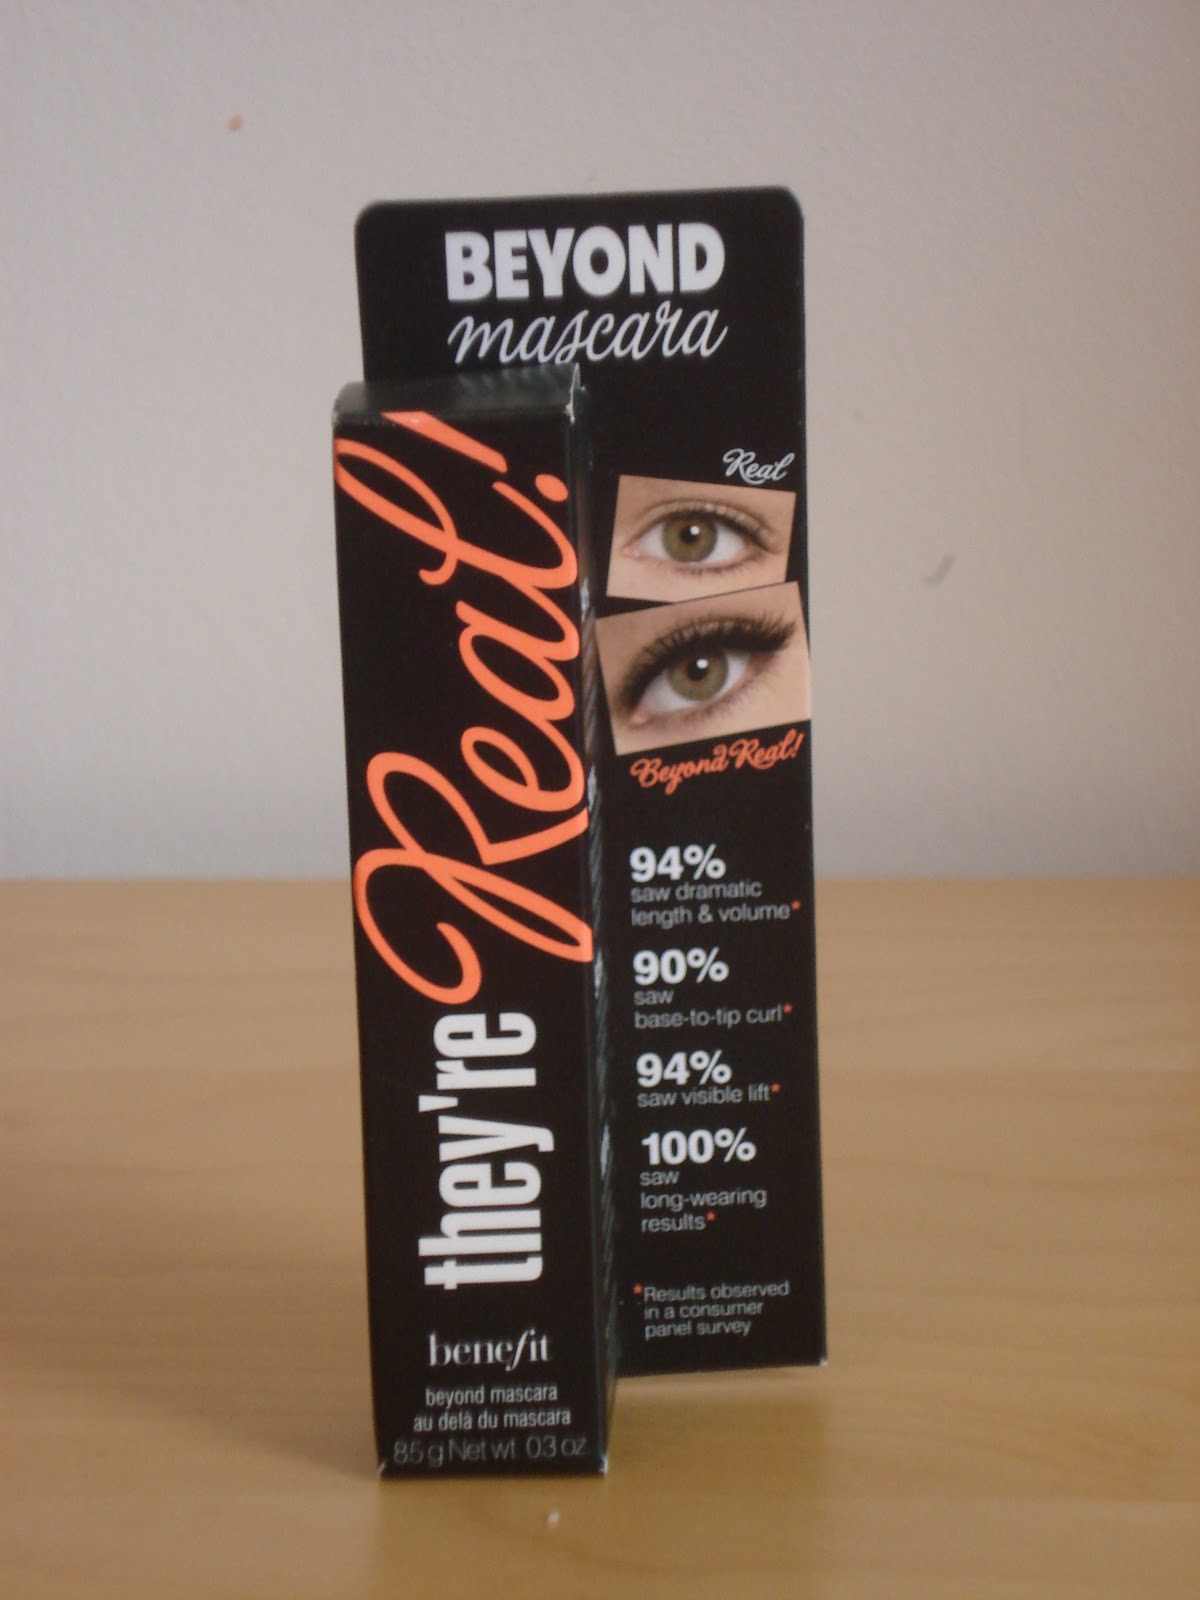 BEYOND
mascara
Real
Beyond Real!
94%
saw dramatic
length & volume*
90%
saw
base-to-tip curl*
94%
saw visible lift*
100%
saw
long-wearing
results*
*Results observed
in a consumer
panel survey
they're Real!
benefit
beyond mascara
au delà du mascara
8.5 g Net wt. 0.3 oz.